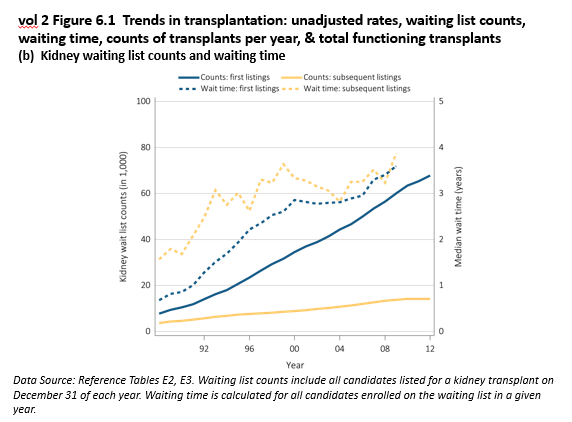 vol 2 Figure 6.1 Trends in transplantation: unadjusted rates, waiting list counts,
waiting time, counts of transplants per year, & total functioning transplants
(b) Kidney waiting list counts and waiting time
Counts: first listings Counts: subsequent listings
Wait time: first listings Wait time: subsequent listings
100 5
80 4
60 3
40 2
20 1
0 0
Kidney wait list counts (in 1,000)
Median wait time (years)
92 96 00 04 08 12
Year
Data Source: Reference Tables E2, E3. Waiting list counts include all candidates listed for a kidney transplant on
December 31 of each year. Waiting time is calculated for all candidates enrolled on the waiting list in a given
year.